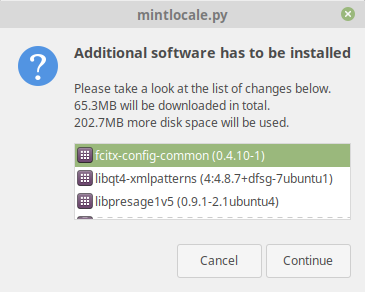 mintlocale.py
Additional software has to be installed
Please take a look at the list of changes below.
65.3MB will be downloaded in total.
202.7MB more disk space will be used.
fcitx-config-common (0.4.10-1)
libqt4-xmlpatterns (4:4.8.7+dfsg-7ubuntu1)
libpresage1v5 (0.9.1-2.1ubuntu4)
Cancel
Continue